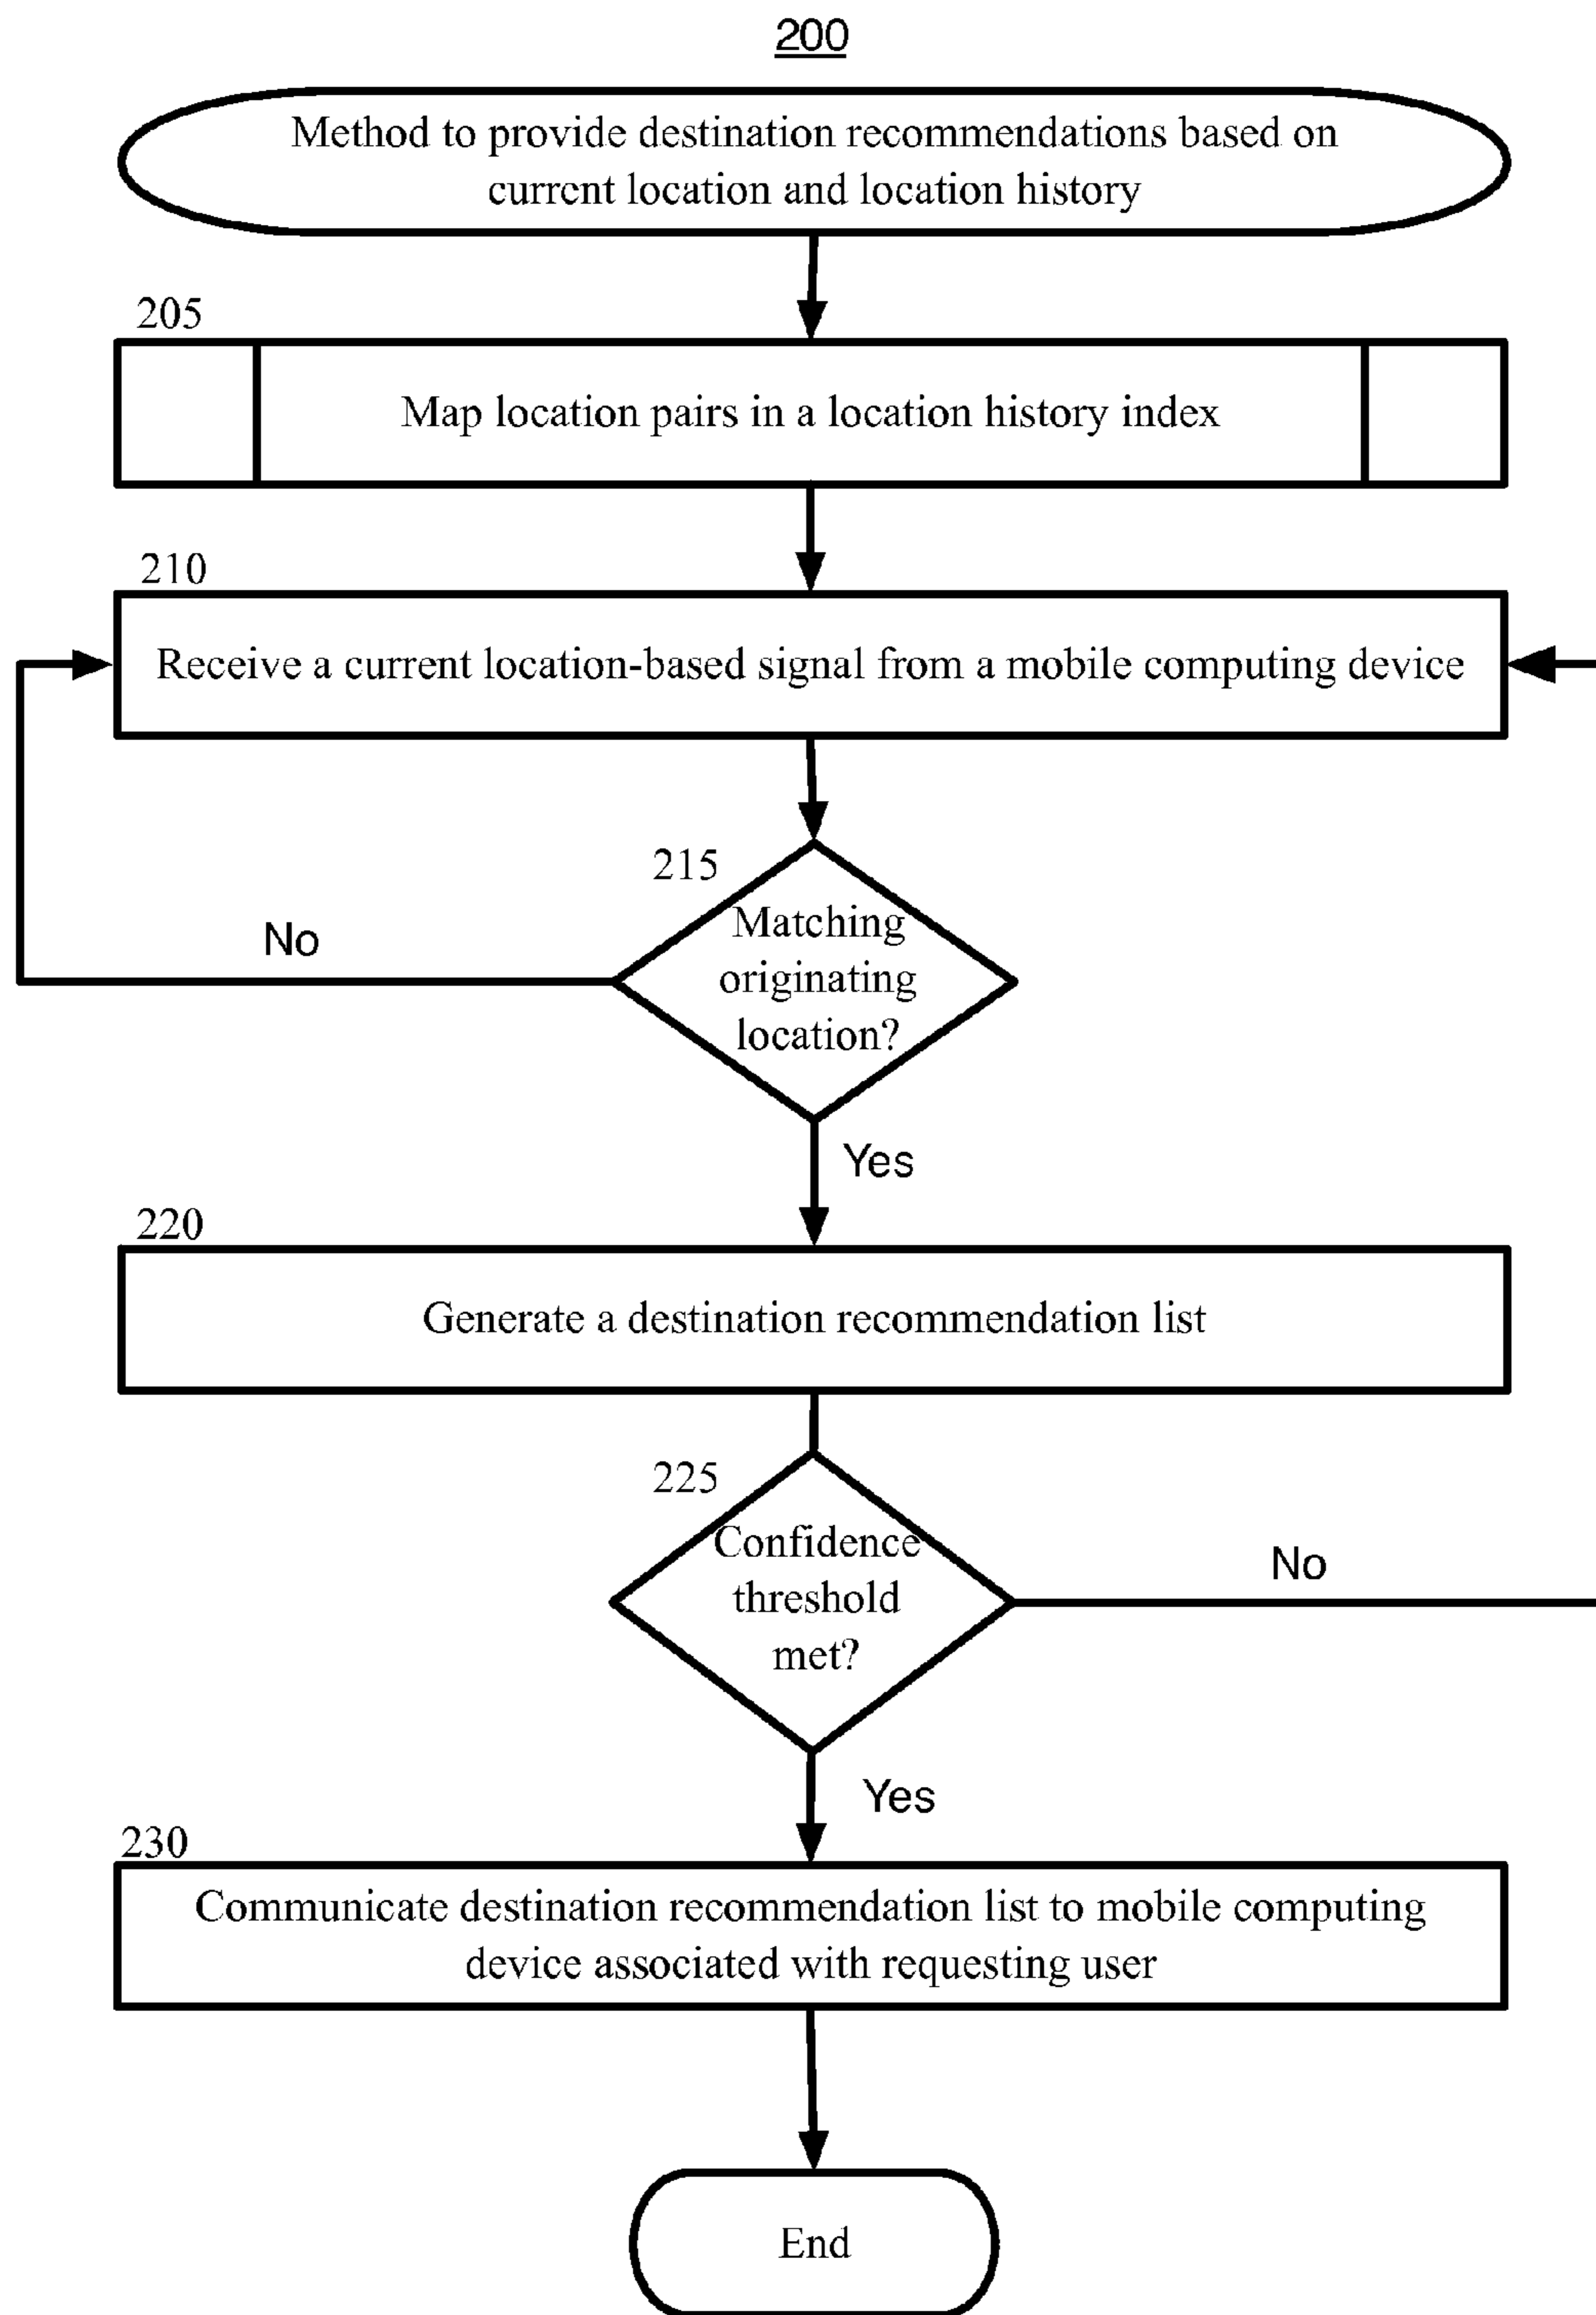 200
Method to provide destination recommendations based on
current location and location history
205
Map location pairs in a location history index
210
Receive a current location-based signal from a mobile computing device
215
Matching
originating
location?
No
Yes
220
Generate a destination recommendation list
225
Confidence
threshold
met?
No
Yes
230
Communicate destination recommendation list to mobile computing
device associated with requesting user
End